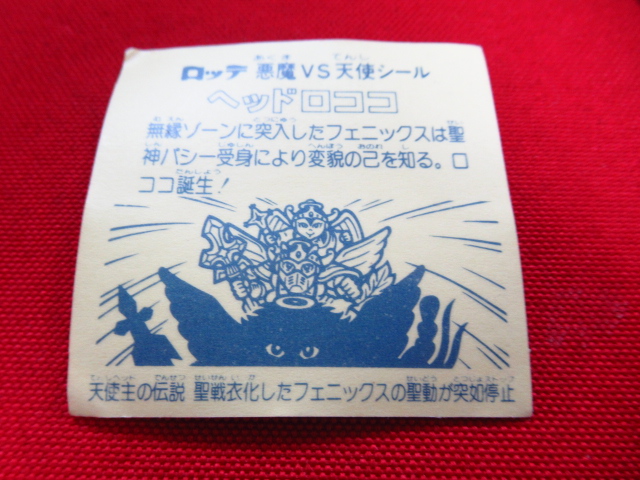 ロッテ 悪魔VS天使シール
ヘッドロココ
無縁ゾーンに突入したフェニックスは聖
神パシー受身により変貌の己を知る。ロ
ココ誕生!
天使主の伝説 聖戦衣化したフェニックスの聖動が突如停止